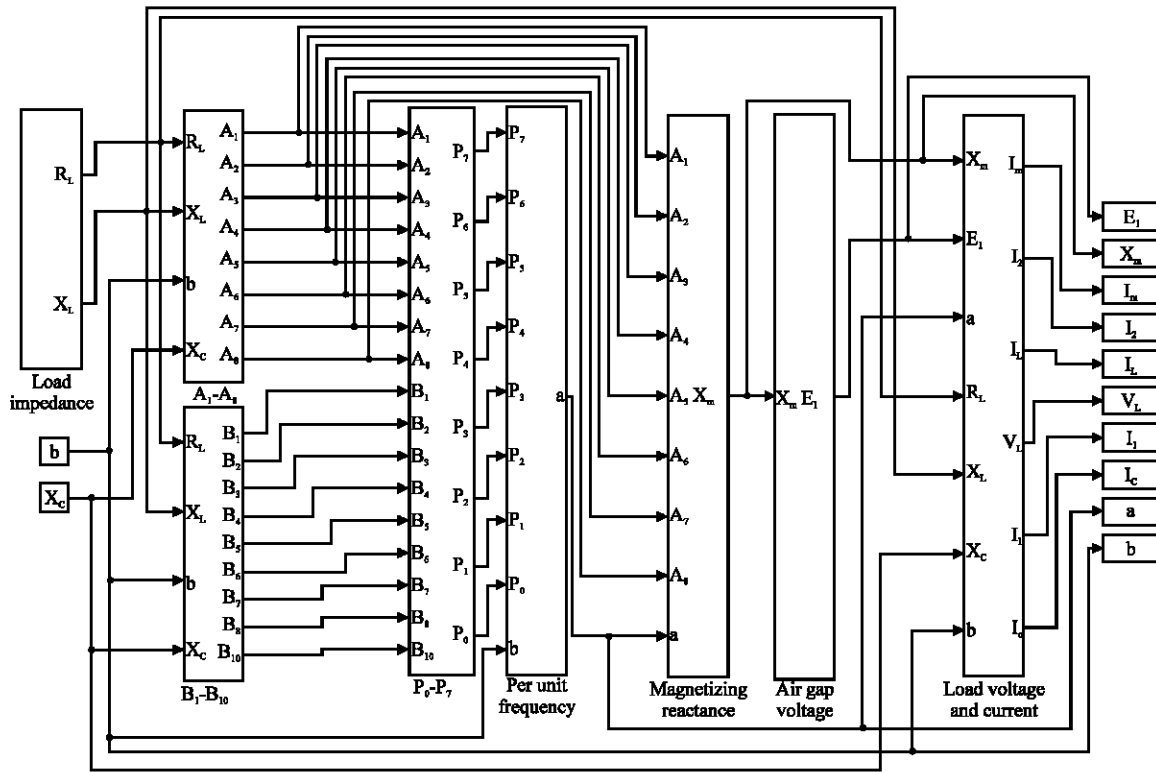 R_L
X_L
Load
impedance
b
X_C
R_L
X_L
b
X_C
A_1
A_2
A_3
A_4
A_5
A_6
A_7
A_8
A_1-A_8
R_L
X_L
b
X_C
B_1
B_2
B_3
B_4
B_5
B_6
B_7
B_8
B_10
B_1-B_10
A_1
A_2
A_3
A_4
A_5
A_6
A_7
A_8
B_1
B_2
B_3
B_4
B_5
B_6
B_7
B_8
B_10
P_7
P_6
P_5
P_4
P_3
P_2
P_1
P_0
P_0-P_7
P_7
P_6
P_5
P_4
P_3
P_2
P_1
P_0
b
a
Per unit
frequency
A_1
A_2
A_3
A_4
A_5 X_m
A_6
A_7
A_8
a
Magnetizing
reactance
X_m E_1
Air gap
voltage
X_m
E_1
a
R_L
X_L
X_C
b
I_m
I_2
I_L
V_L
I_1
I_c
Load voltage
and current
E_1
X_m
I_m
I_2
I_L
V_L
I_1
I_C
a
b